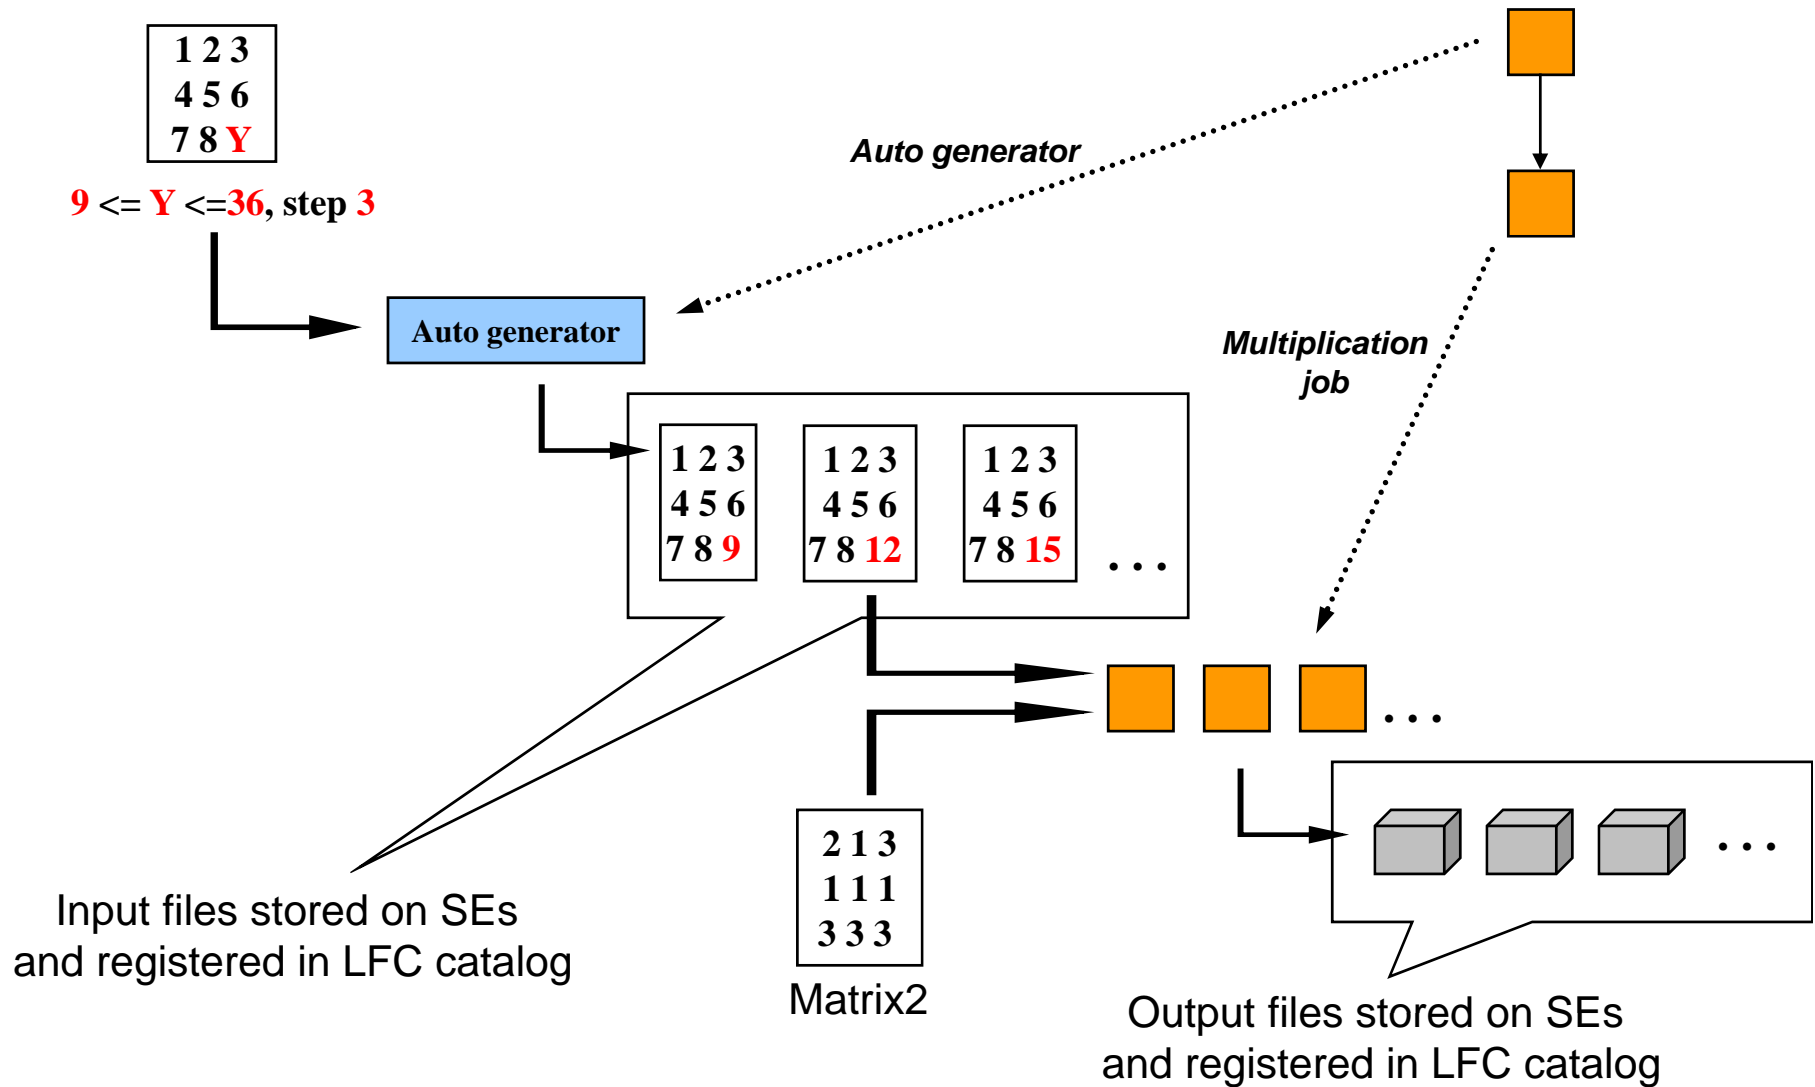 1 2 3
4 5 6
7 8 Y
9 <= Y <=36, step 3
Auto generator
Auto generator
Multiplication
job
1 2 3
4 5 6
7 8 9
1 2 3
4 5 6
7 8 12
1 2 3
4 5 6
7 8 15
...
...
2 1 3
1 1 1
3 3 3
Matrix2
...
Input files stored on SEs
and registered in LFC catalog
Output files stored on SEs
and registered in LFC catalog